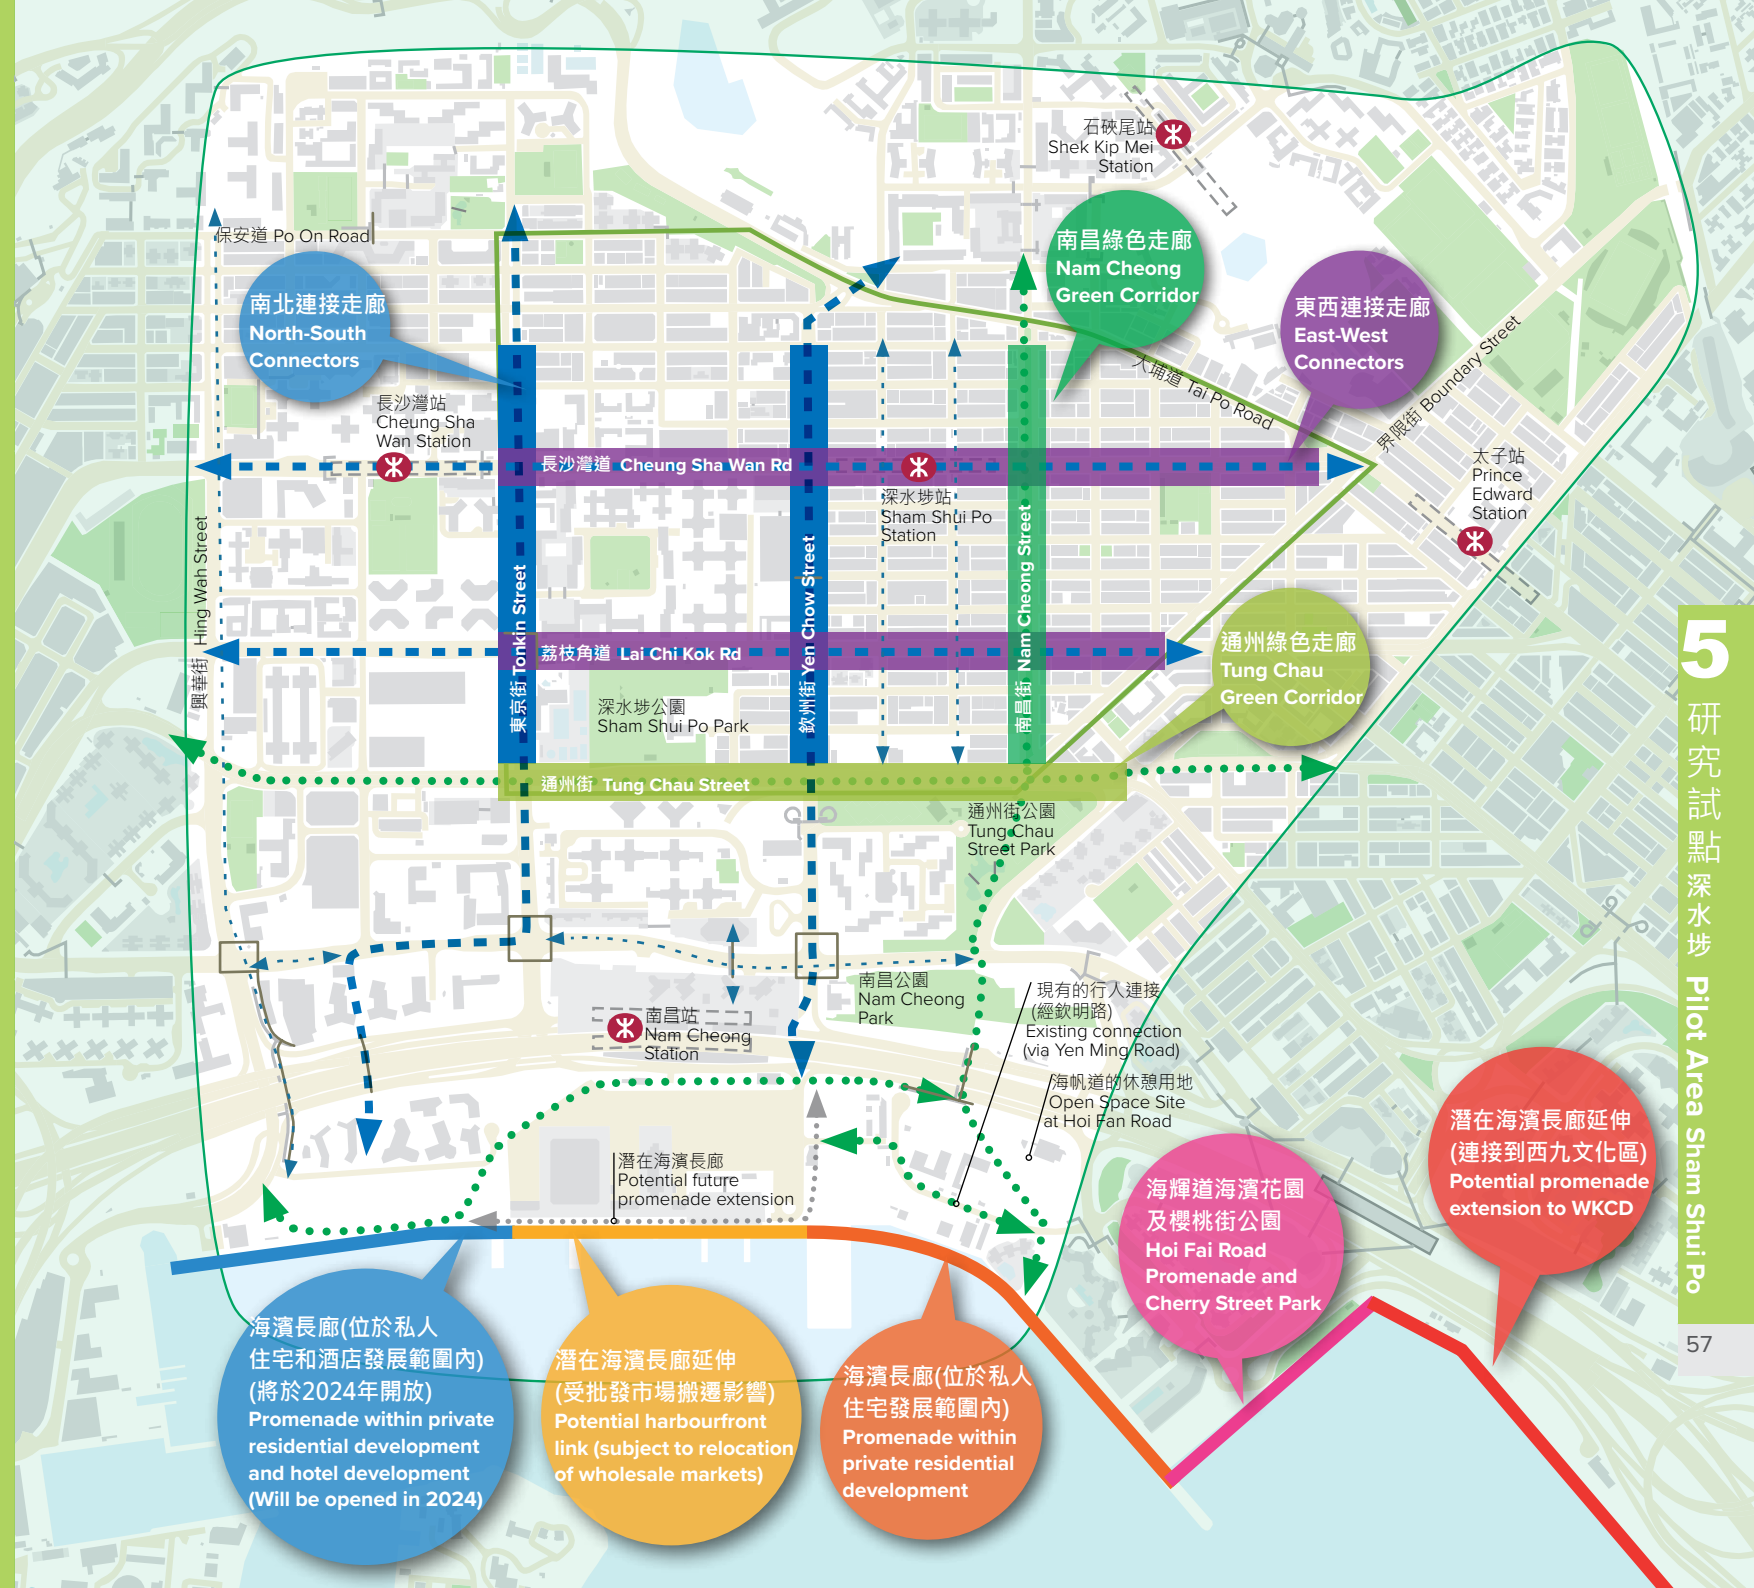 石硤尾站
Shek Kip Mei
Station
保安道 Po On Road
南昌綠色走廊
Nam Cheong
Green Corridor
南北連接走廊
North-South
Connectors
東西連接走廊
East-West
Connectors
大埔道 Tai Po Road
界限街 Boundary Street
長沙灣站
Cheung Sha
Wan Station
長沙灣道 Cheung Sha Wan Rd
深水埗站
Sham Shui Po
Station
太子站
Prince
Edward
Station
興華街 Hing Wah Street
東京街 Tonkin Street
欽州街 Yen Chow Street
南昌街 Nam Cheong Street
荔枝角道 Lai Chi Kok Rd
通州綠色走廊
Tung Chau
Green Corridor
深水埗公園
Sham Shui Po Park
通州街 Tung Chau Street
通州街公園
Tung Chau
Street Park
南昌公園
Nam Cheong
Park
南昌站
Nam Cheong
Station
現有的行人連接
(經欽明路)
Existing connection
(via Yen Ming Road)
海帆道的休憩用地
Open Space Site
at Hoi Fan Road
潛在海濱長廊
Potential future
promenade extension
潛在海濱長廊延伸
(連接到西九文化區)
Potential promenade
extension to WKCD
海輝道海濱花園
及櫻桃街公園
Hoi Fai Road
Promenade and
Cherry Street Park
海濱長廊(位於私人
住宅和酒店發展範圍內)
(將於2024年開放)
Promenade within private
residential development
and hotel development
(Will be opened in 2024)
潛在海濱長廊延伸
(受批發市場搬遷影響)
Potential harbourfront
link (subject to relocation
of wholesale markets)
海濱長廊(位於私人
住宅發展範圍內)
Promenade within
private residential
development
5
研究試點 深水埗 Pilot Area Sham Shui Po
57